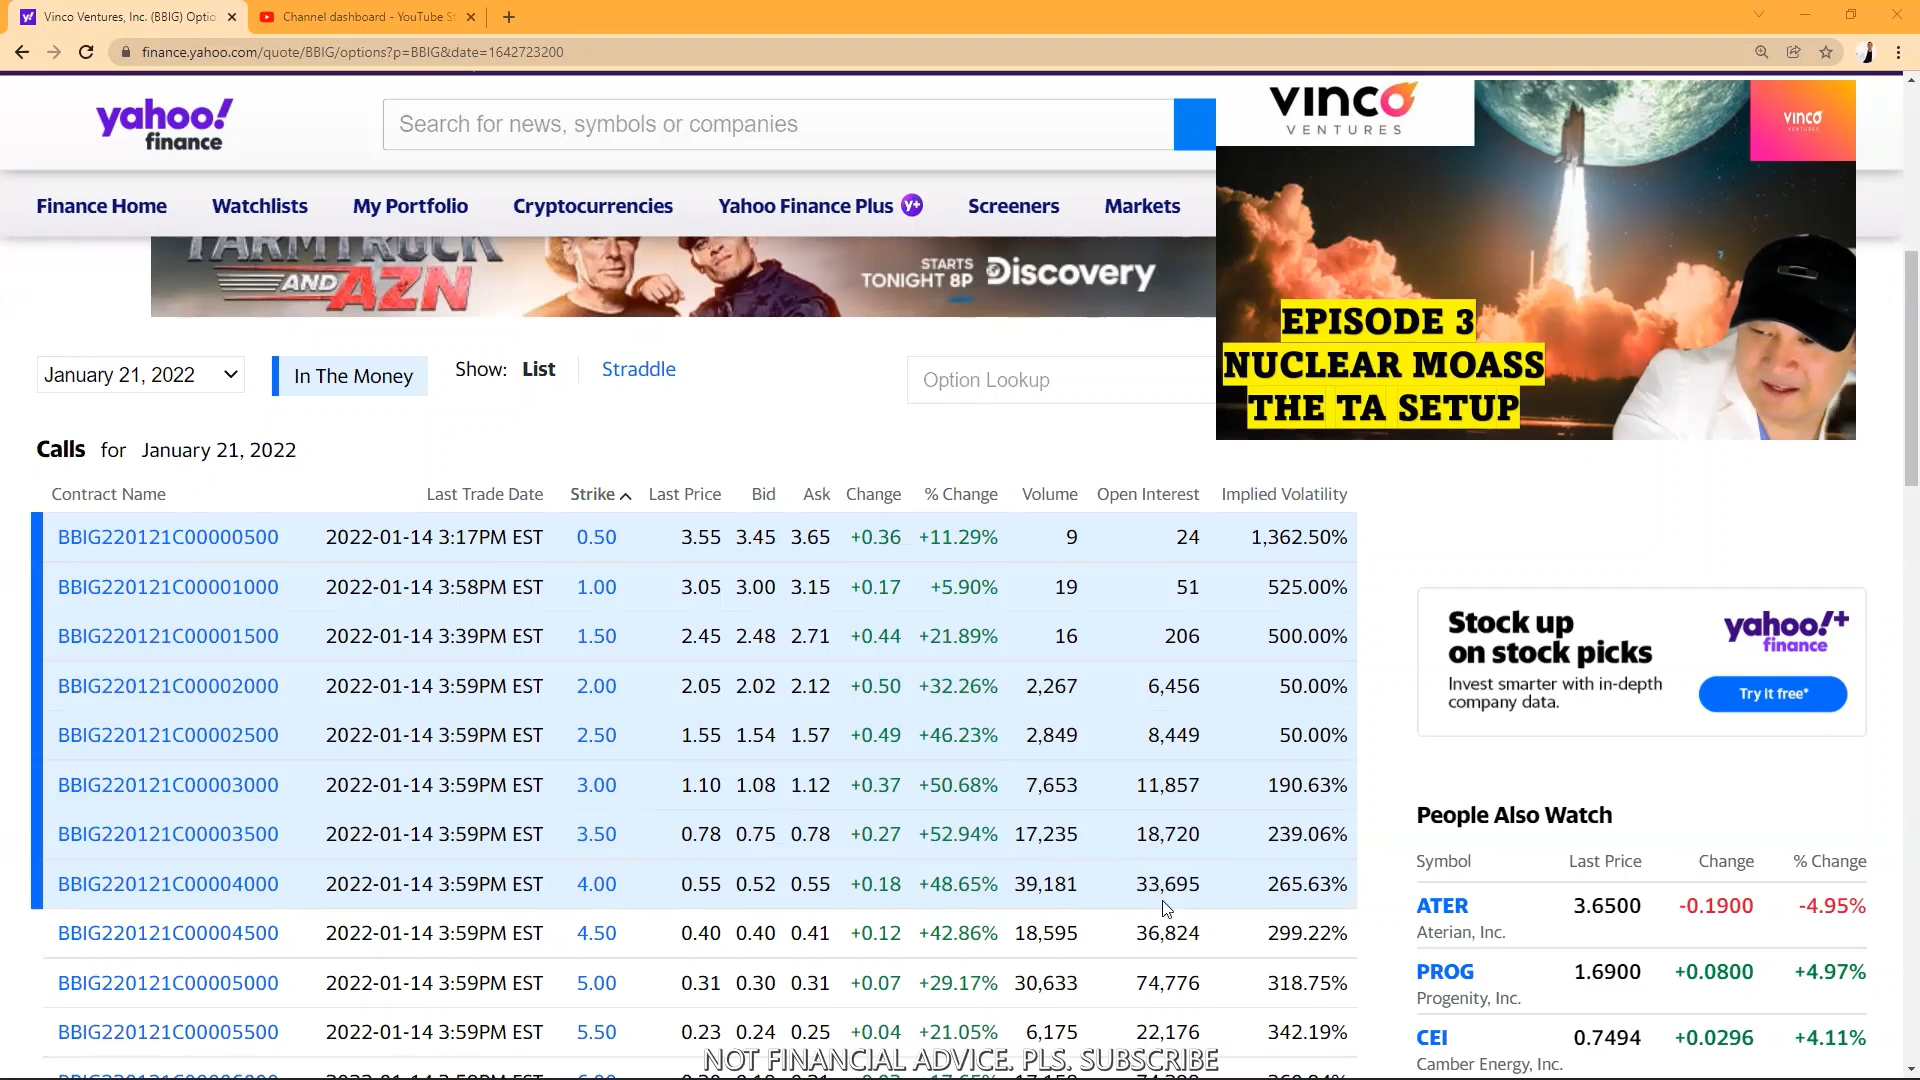 Vinco Ventures, Inc. (BBIG) Optio
Channel dashboard - YouTube St
finance.yahoo.com/quote/BBIG/options?p=BBIG&date=1642723200
yahoo!
finance
Search for news, symbols or companies
Finance Home Watchlists My Portfolio Cryptocurrencies Yahoo Finance Plus Y+ Screeners Markets
VINCO
VENTURES
VINCO
VENTURES
EPISODE 3
NUCLEAR MOASS
THE TA SETUP
FARMTRUCK
AND AZN
STARTS
TONIGHT 8P
Discovery
January 21, 2022
In The Money
Show: List Straddle
Option Lookup
Calls for January 21, 2022
Contract Name Last Trade Date Strike Last Price Bid Ask Change % Change Volume Open Interest Implied Volatility
BBIG220121C00000500 2022-01-14 3:17PM EST 0.50 3.55 3.45 3.65 +0.36 +11.29% 9 24 1,362.50%
BBIG220121C00001000 2022-01-14 3:58PM EST 1.00 3.05 3.00 3.15 +0.17 +5.90% 19 51 525.00%
BBIG220121C00001500 2022-01-14 3:39PM EST 1.50 2.45 2.48 2.71 +0.44 +21.89% 16 206 500.00%
BBIG220121C00002000 2022-01-14 3:59PM EST 2.00 2.05 2.02 2.12 +0.50 +32.26% 2,267 6,456 50.00%
BBIG220121C00002500 2022-01-14 3:59PM EST 2.50 1.55 1.54 1.57 +0.49 +46.23% 2,849 8,449 50.00%
BBIG220121C00003000 2022-01-14 3:59PM EST 3.00 1.10 1.08 1.12 +0.37 +50.68% 7,653 11,857 190.63%
BBIG220121C00003500 2022-01-14 3:59PM EST 3.50 0.78 0.75 0.78 +0.27 +52.94% 17,235 18,720 239.06%
BBIG220121C00004000 2022-01-14 3:59PM EST 4.00 0.55 0.52 0.55 +0.18 +48.65% 39,181 33,695 265.63%
BBIG220121C00004500 2022-01-14 3:59PM EST 4.50 0.40 0.40 0.41 +0.12 +42.86% 18,595 36,824 299.22%
BBIG220121C00005000 2022-01-14 3:59PM EST 5.00 0.31 0.30 0.31 +0.07 +29.17% 30,633 74,776 318.75%
BBIG220121C00005500 2022-01-14 3:59PM EST 5.50 0.23 0.24 0.25 +0.04 +21.05% 6,175 22,176 342.19%
NOT FINANCIAL ADVICE. PLS. SUBSCRIBE
Stock up
on stock picks
Invest smarter with in-depth
company data.
yahoo!+
finance
Try it free*
People Also Watch
Symbol Last Price Change % Change
ATER 3.6500 -0.1900 -4.95%
Aterian, Inc.
PROG 1.6900 +0.0800 +4.97%
Progenity, Inc.
CEI 0.7494 +0.0296 +4.11%
Camber Energy, Inc.